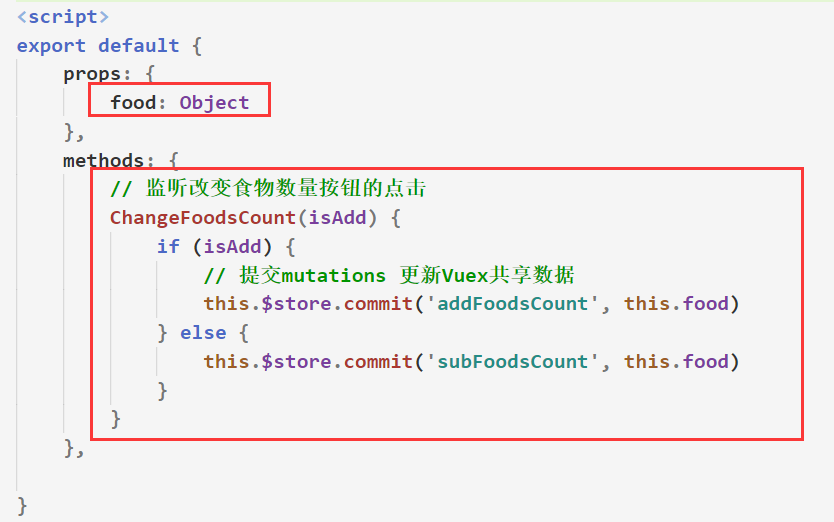 <script>
export default {
props: {
food: Object
},
methods: {
// 监听改变食物数量按钮的点击
ChangeFoodsCount(isAdd) {
if (isAdd) {
// 提交mutations 更新Vuex共享数据
this.$store.commit('addFoodsCount', this.food)
} else {
this.$store.commit('subFoodsCount', this.food)
}
}
},
}